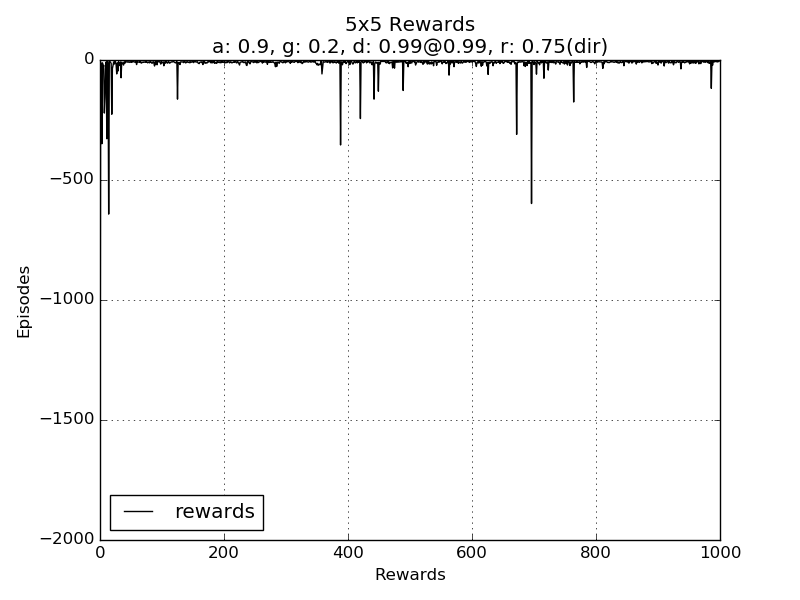 5x5 Rewards
a: 0.9, g: 0.2, d: 0.99@0.99, r: 0.75(dir)
0
−500
−1000
−1500
−2000
Episodes
rewards
0 200 400 600 800 1000
Rewards